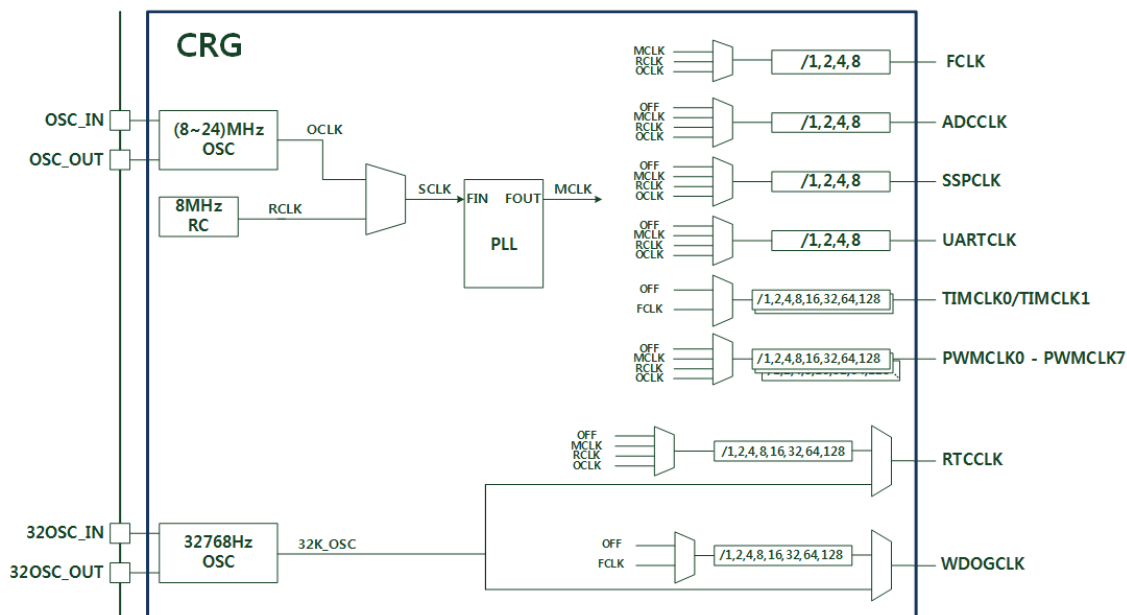 CRG
OSC_IN
OSC_OUT
(8~24)MHz
OSC
OCLK
8MHz
RC
RCLK
SCLK
FIN FOUT
PLL
MCLK
MCLK
RCLK
OCLK
/1,2,4,8
FCLK
OFF
MCLK
RCLK
OCLK
/1,2,4,8
ADCCLK
OFF
MCLK
RCLK
OCLK
/1,2,4,8
SSPCLK
OFF
MCLK
RCLK
OCLK
/1,2,4,8
UARTCLK
OFF
FCLK
/1,2,4,8,16,32,64,128
TIMCLK0/TIMCLK1
OFF
MCLK
RCLK
OCLK
/1,2,4,8,16,32,64,128
PWMCLK0 - PWMCLK7
OFF
MCLK
RCLK
OCLK
/1,2,4,8,16,32,64,128
RTCCLK
32OSC_IN
32OSC_OUT
32768Hz
OSC
32K_OSC
OFF
FCLK
/1,2,4,8,16,32,64,128
WDOGCLK